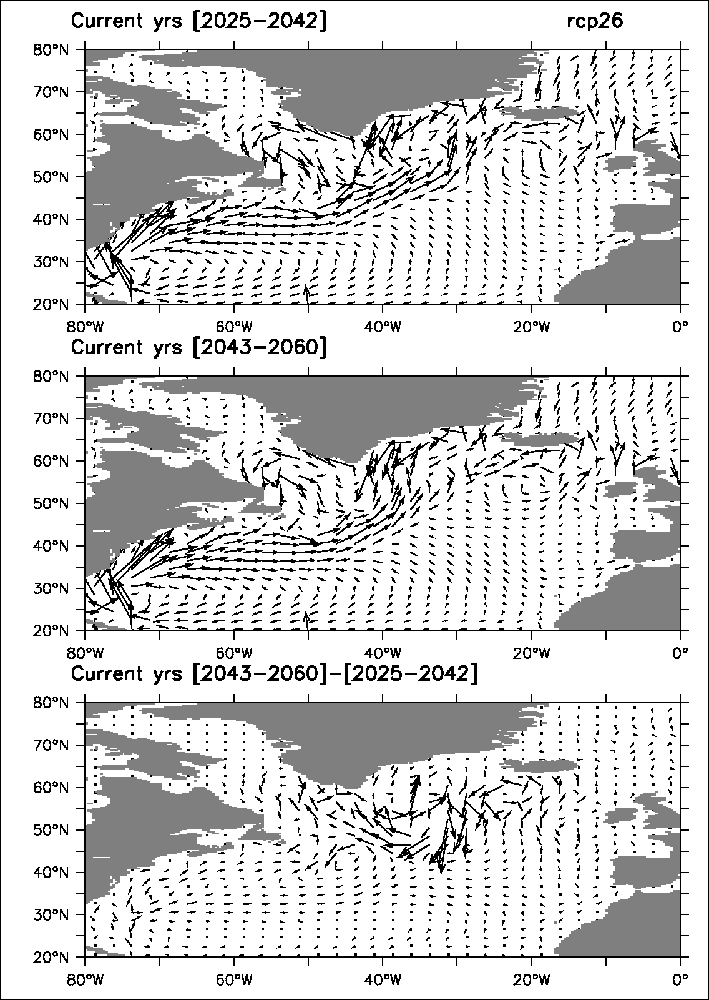 Current yrs [2025-2042] rcp26
80°N
70°N
60°N
50°N
40°N
30°N
20°N
80°W 60°W 40°W 20°W 0°
Current yrs [2043-2060]
80°N
70°N
60°N
50°N
40°N
30°N
20°N
80°W 60°W 40°W 20°W 0°
Current yrs [2043-2060]-[2025-2042]
80°N
70°N
60°N
50°N
40°N
30°N
20°N
80°W 60°W 40°W 20°W 0°